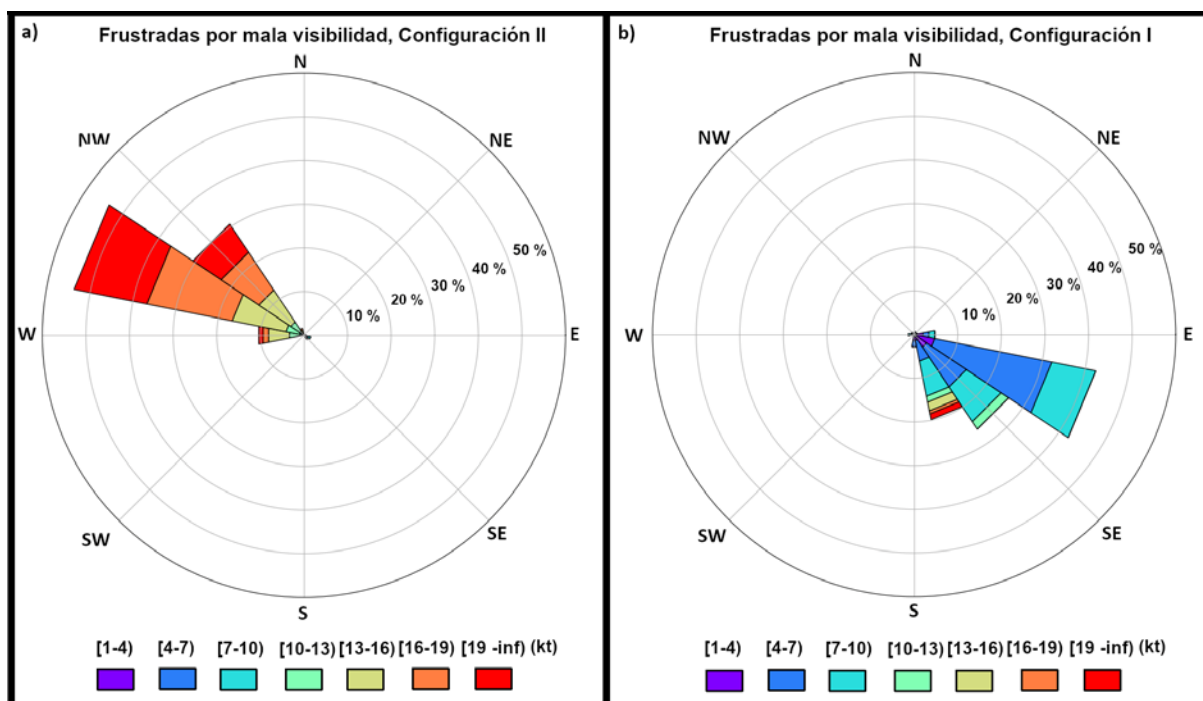 a)
Frustradas por mala visibilidad, Configuración II
N
NW
NE
50 %
40 %
30 %
20 %
10 %
W
E
SW
SE
S
[1-4) [4-7) [7-10) [10-13) [13-16) [16-19) [19 -inf) (kt)
b)
Frustradas por mala visibilidad, Configuración I
N
NW
NE
50 %
40 %
30 %
20 %
10 %
W
E
SW
SE
S
[1-4) [4-7) [7-10) [10-13) [13-16) [16-19) [19 -inf) (kt)